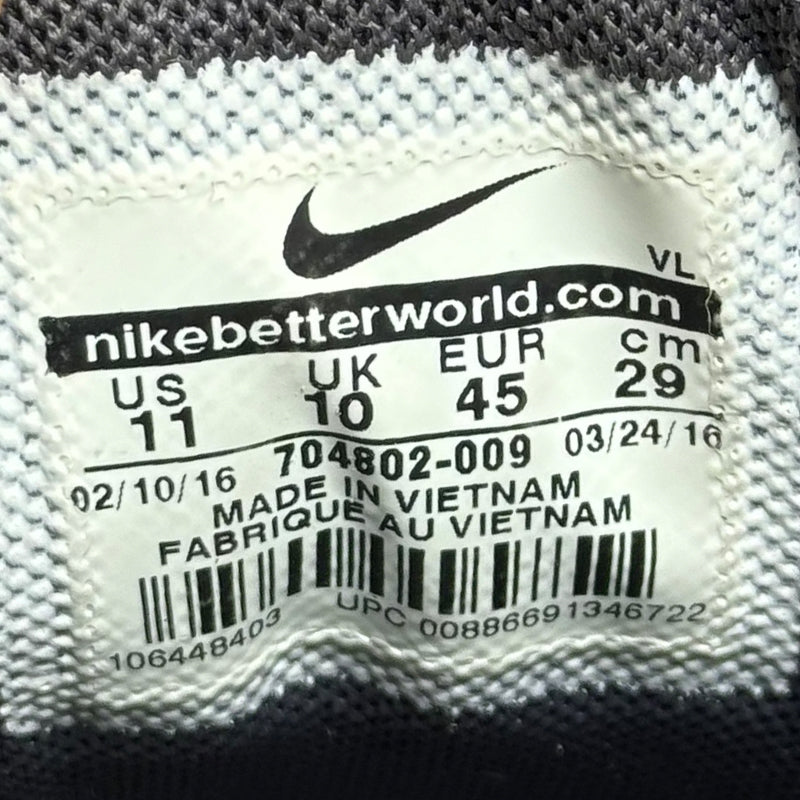 VL
nikebetterworld.com
US UK EUR cm
11 10 45 29
02/10/16 704802-009 03/24/16
MADE IN VIETNAM
FABRIQUE AU VIETNAM
106448403 UPC 00886691346722